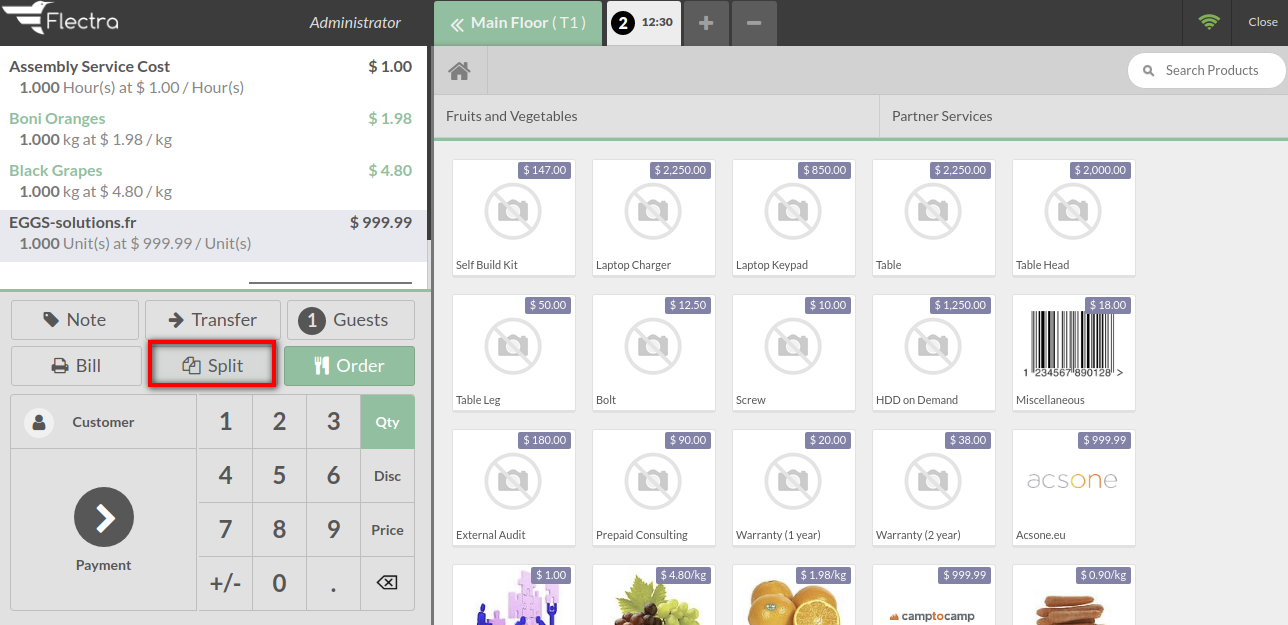 Flectra
Administrator
Main Floor ( T1 )
2 12:30
+
−
Close
Assembly Service Cost $ 1.00
1.000 Hour(s) at $ 1.00 / Hour(s)
Boni Oranges $ 1.98
1.000 kg at $ 1.98 / kg
Black Grapes $ 4.80
1.000 kg at $ 4.80 / kg
EGGS-solutions.fr $ 999.99
1.000 Unit(s) at $ 999.99 / Unit(s)
Note
Transfer
1 Guests
Bill
Split
Order
Customer
Payment
1 2 3 Qty
4 5 6 Disc
7 8 9 Price
+/- 0 .
Search Products
Fruits and Vegetables
Partner Services
$ 147.00
Self Build Kit
$ 2,250.00
Laptop Charger
$ 850.00
Laptop Keypad
$ 2,250.00
Table
$ 2,000.00
Table Head
$ 50.00
Table Leg
$ 12.50
Bolt
$ 10.00
Screw
$ 1,250.00
HDD on Demand
$ 18.00
1 234567 890128 >
Miscellaneous
$ 180.00
External Audit
$ 90.00
Prepaid Consulting
$ 20.00
Warranty (1 year)
$ 38.00
Warranty (2 year)
$ 999.99
acsone
Acsone.eu
$ 1.00
$ 4.80/kg
$ 1.98/kg
$ 999.99
camptocamp
$ 0.90/kg